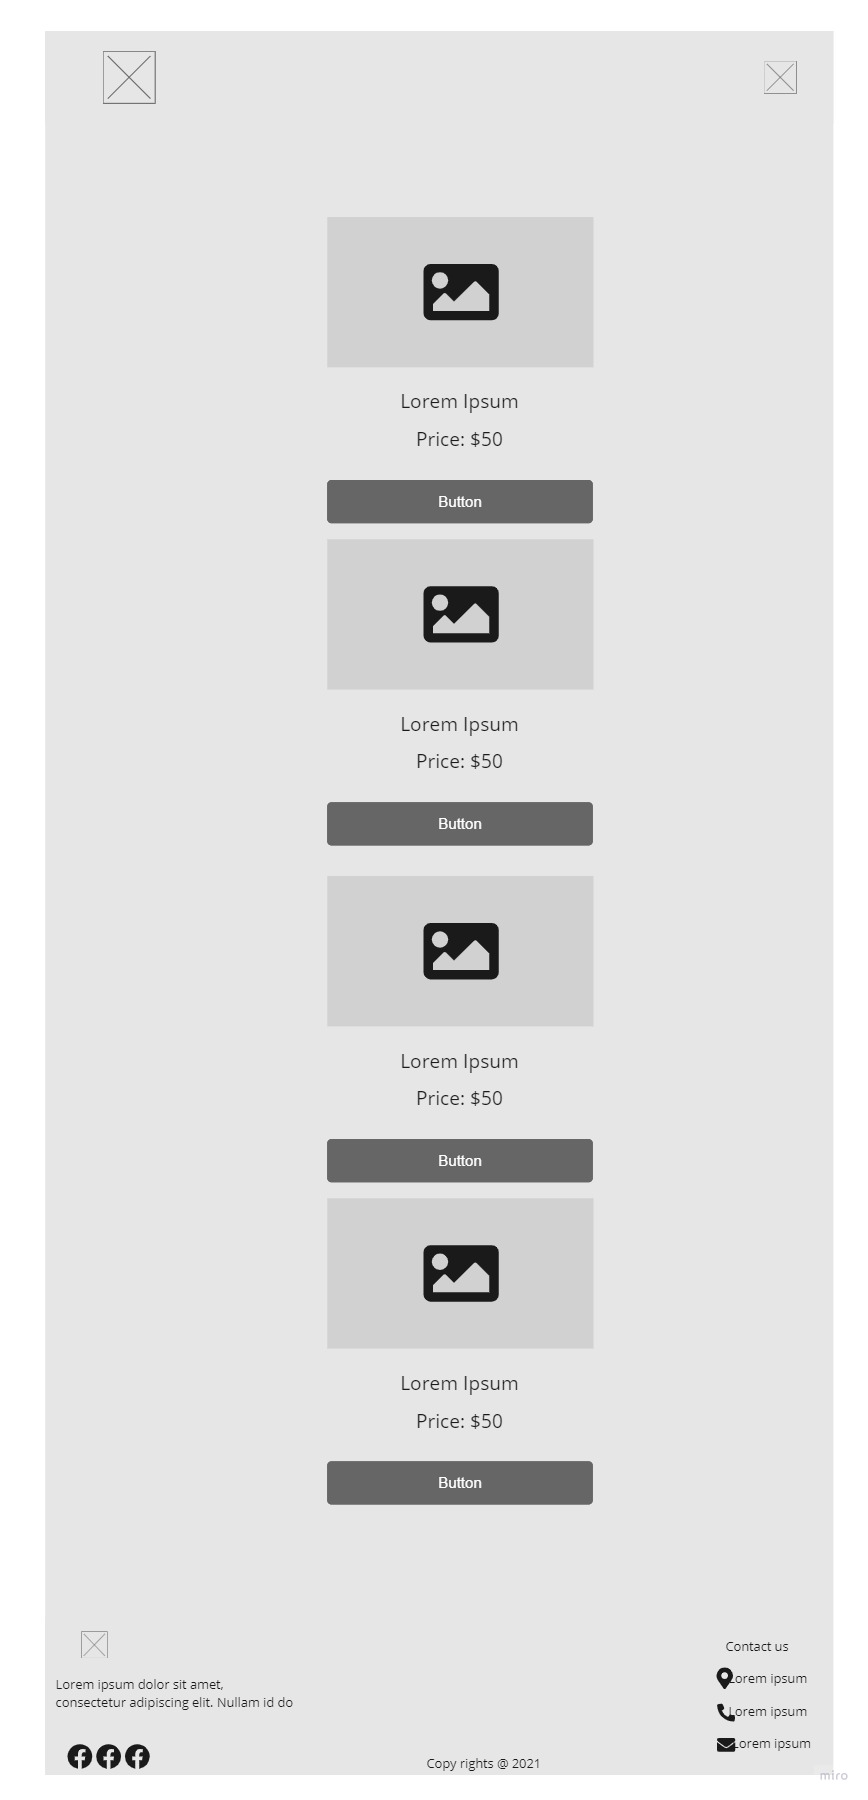 Lorem Ipsum
Price: $50
Button
Lorem Ipsum
Price: $50
Button
Lorem Ipsum
Price: $50
Button
Lorem Ipsum
Price: $50
Button
Lorem ipsum dolor sit amet,
consectetur adipiscing elit. Nullam id do
Copy rights @ 2021
Contact us
Lorem ipsum
Lorem ipsum
Lorem ipsum
miro